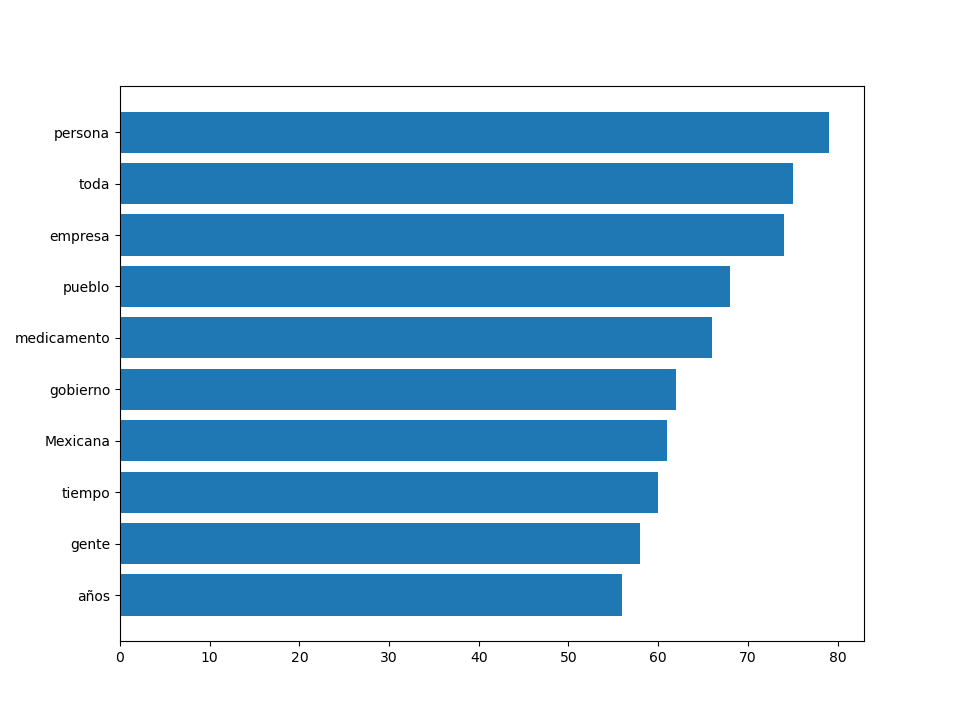 persona
toda
empresa
pueblo
medicamento
gobierno
Mexicana
tiempo
gente
años
0 10 20 30 40 50 60 70 80